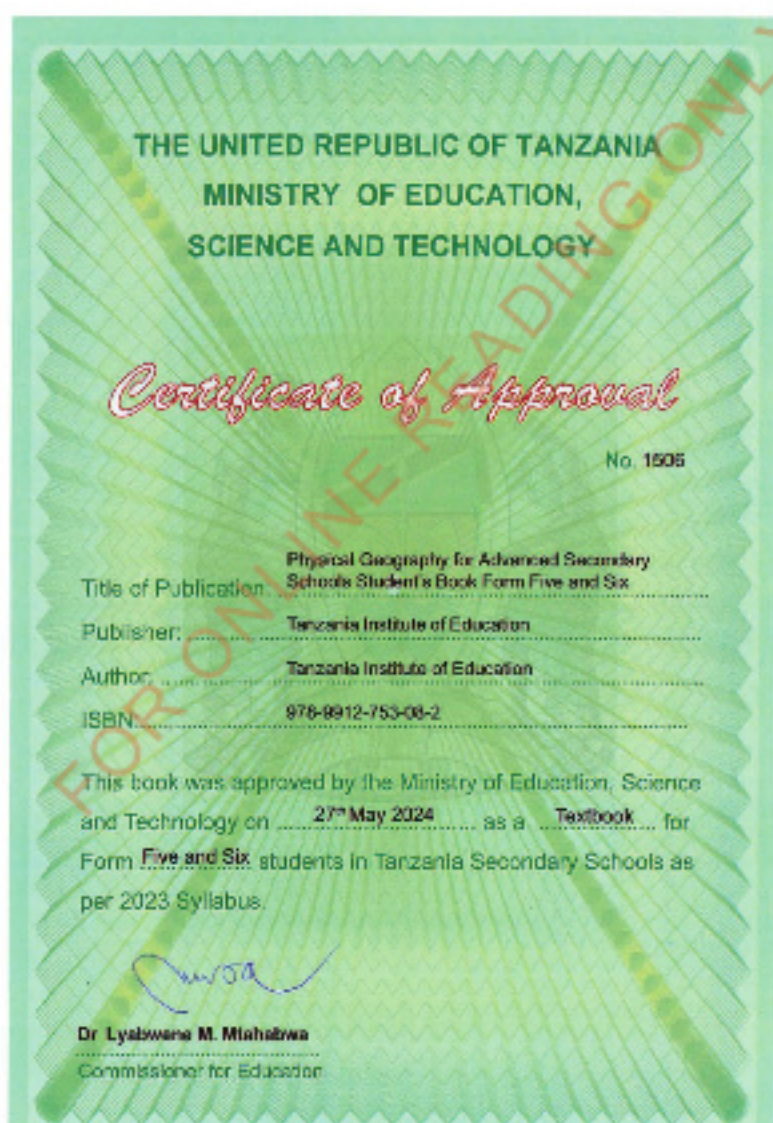 THE UNITED REPUBLIC OF TANZANIA
MINISTRY OF EDUCATION,
SCIENCE AND TECHNOLOGY
Certificate of Approval
No. 1506
Physical Geography for Advanced Secondary
Title of Publication: Schools Student's Book Form Five and Six
Publisher: Tanzania Institute of Education
Author: Tanzania Institute of Education
ISBN: 978-9912-753-08-2
This book was approved by the Ministry of Education, Science
and Technology on 27th May 2024 as a Textbook for
Form Five and Six students in Tanzania Secondary Schools as
per 2023 Syllabus.
Dr Lyabwene M. Mtahabwa
Commissioner for Education
FOR ONLINE READING ONLY